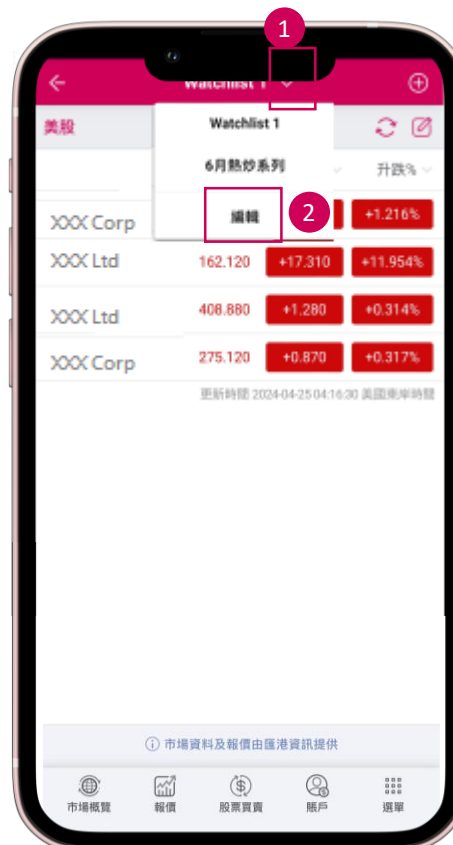 1
Watchlist 1
美股
Watchlist 1
6月熱炒系列
升跌%
編輯
2
XXX Corp
+1.216%
XXX Ltd 162.120 +17.310 +11.954%
XXX Ltd 408.880 +1.280 +0.314%
XXX Corp 275.120 +0.870 +0.317%
更新時間 2024-04-25 04:16:30 美國東岸時間
市場資料及報價由匯港資訊提供
市場概覽 報價 股票買賣 賬戶 選單